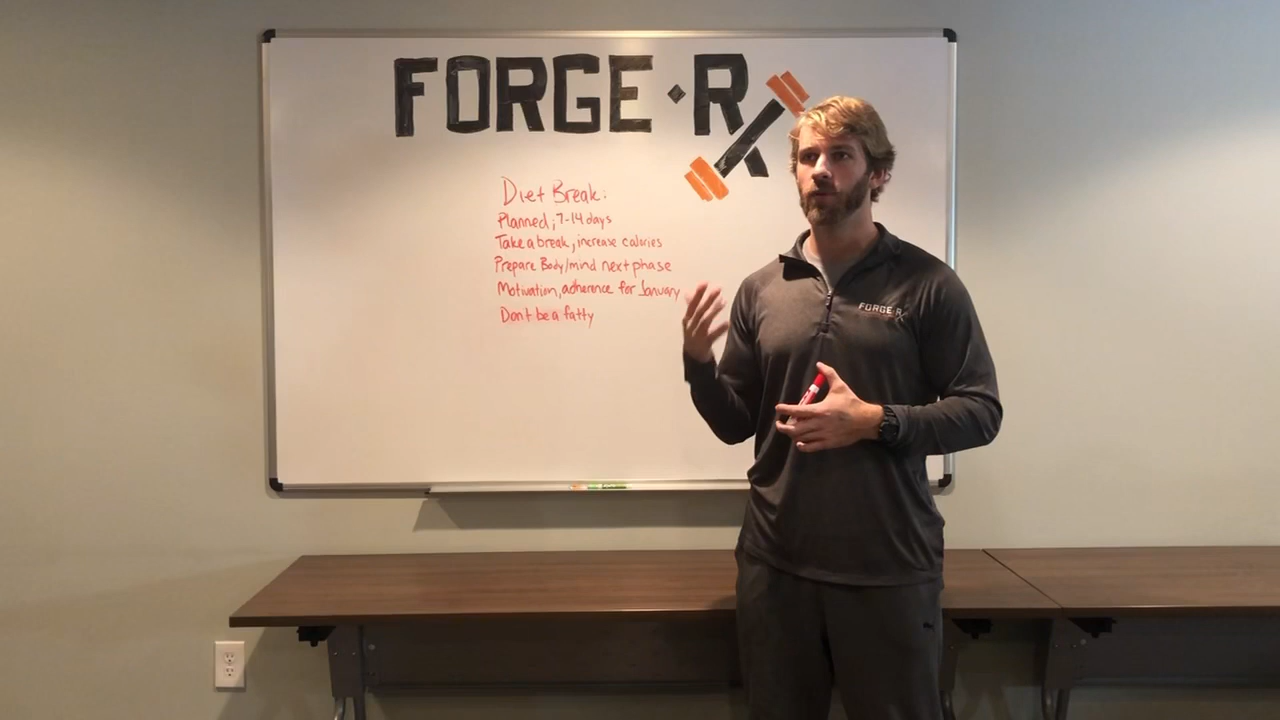 FORGE · Rx
Diet Break:
Planned; 7-14 days
Take a break, increase calories
Prepare Body/mind next phase
Motivation, adherence for January
Don't be a fatty
FORGE·Rx